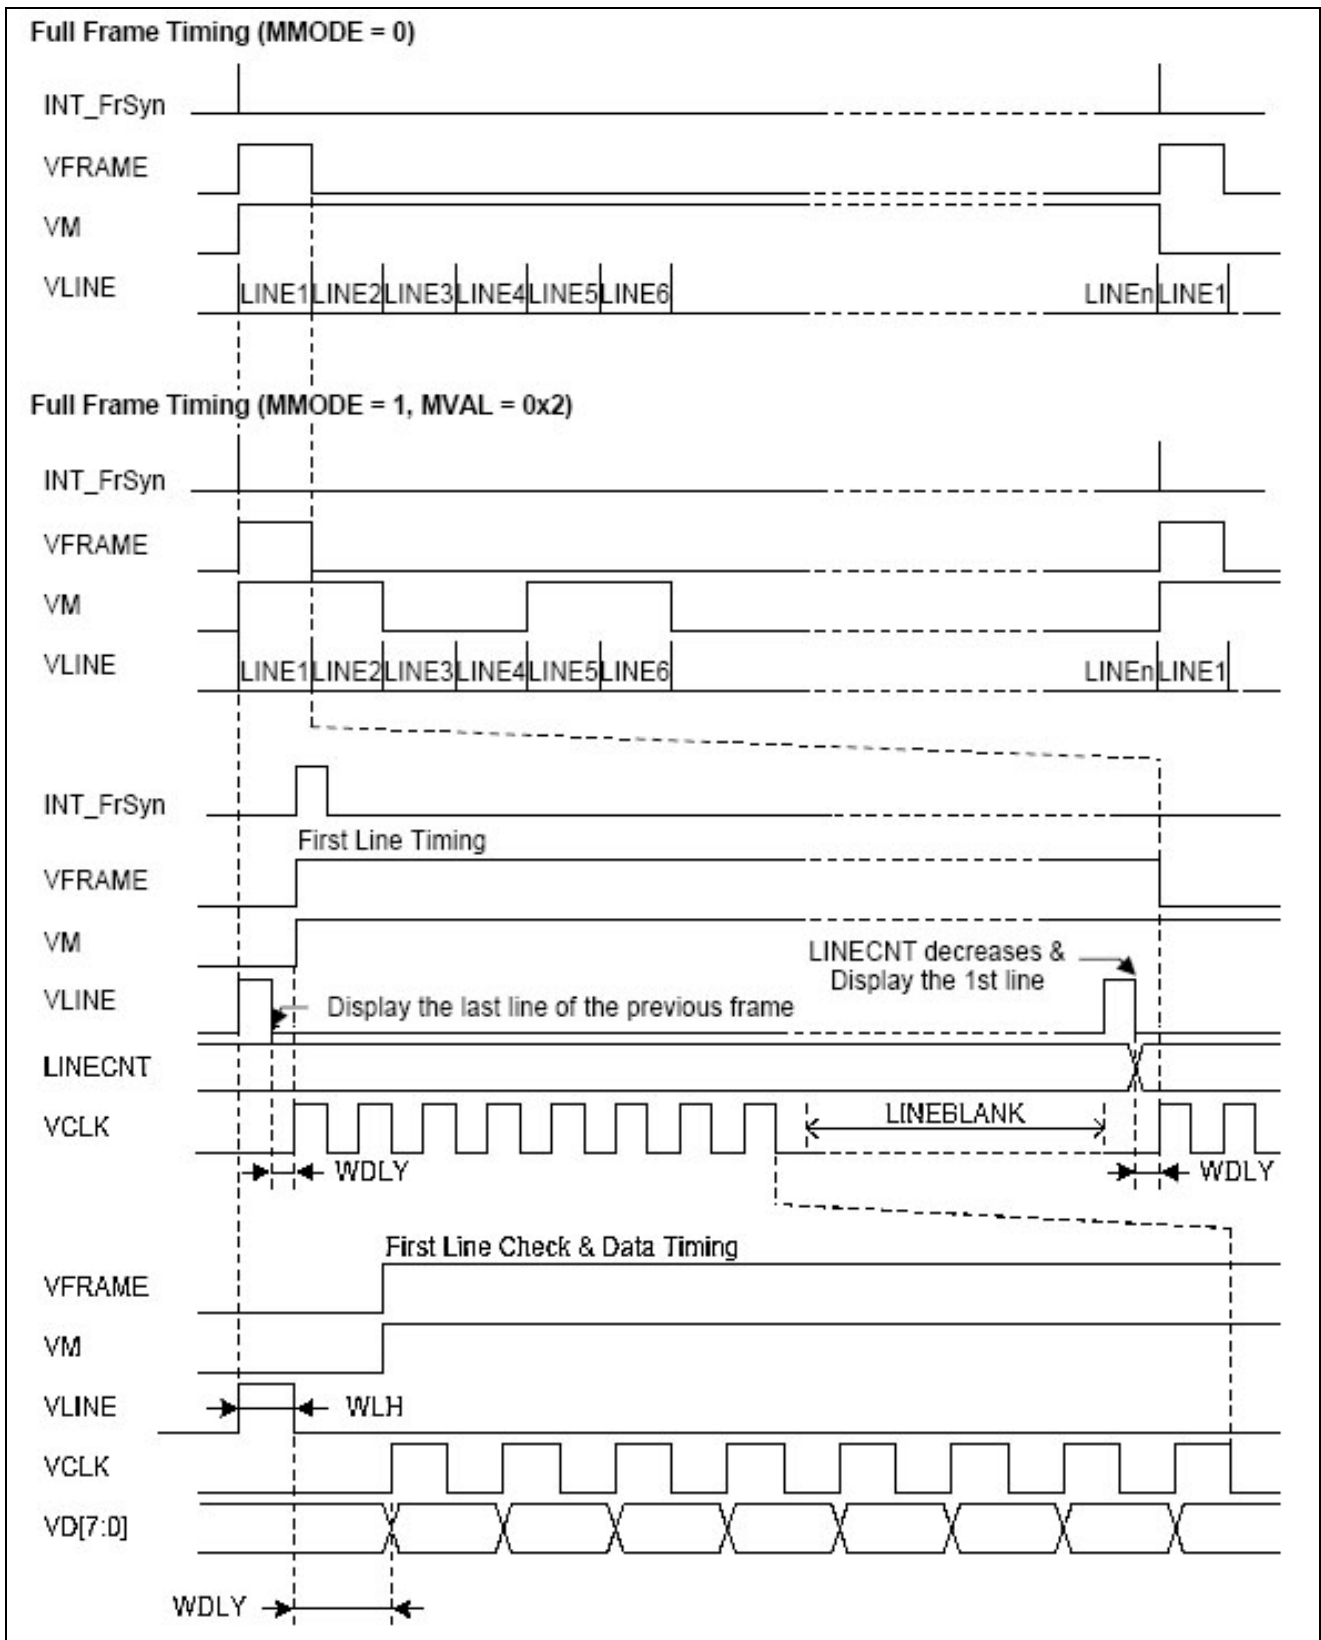 Full Frame Timing (MMODE = 0)
INT_FrSyn
VFRAME
VM
VLINE
LINE1 LINE2 LINE3 LINE4 LINE5 LINE6 LINEn LINE1
Full Frame Timing (MMODE = 1, MVAL = 0x2)
INT_FrSyn
VFRAME
VM
VLINE
LINE1 LINE2 LINE3 LINE4 LINE5 LINE6 LINEn LINE1
INT_FrSyn
First Line Timing
VFRAME
VM
LINECNT decreases &
Display the 1st line
VLINE
Display the last line of the previous frame
LINECNT
VCLK
LINEBLANK
WDLY
WDLY
First Line Check & Data Timing
VFRAME
VM
VLINE
WLH
VCLK
VD[7:0]
WDLY